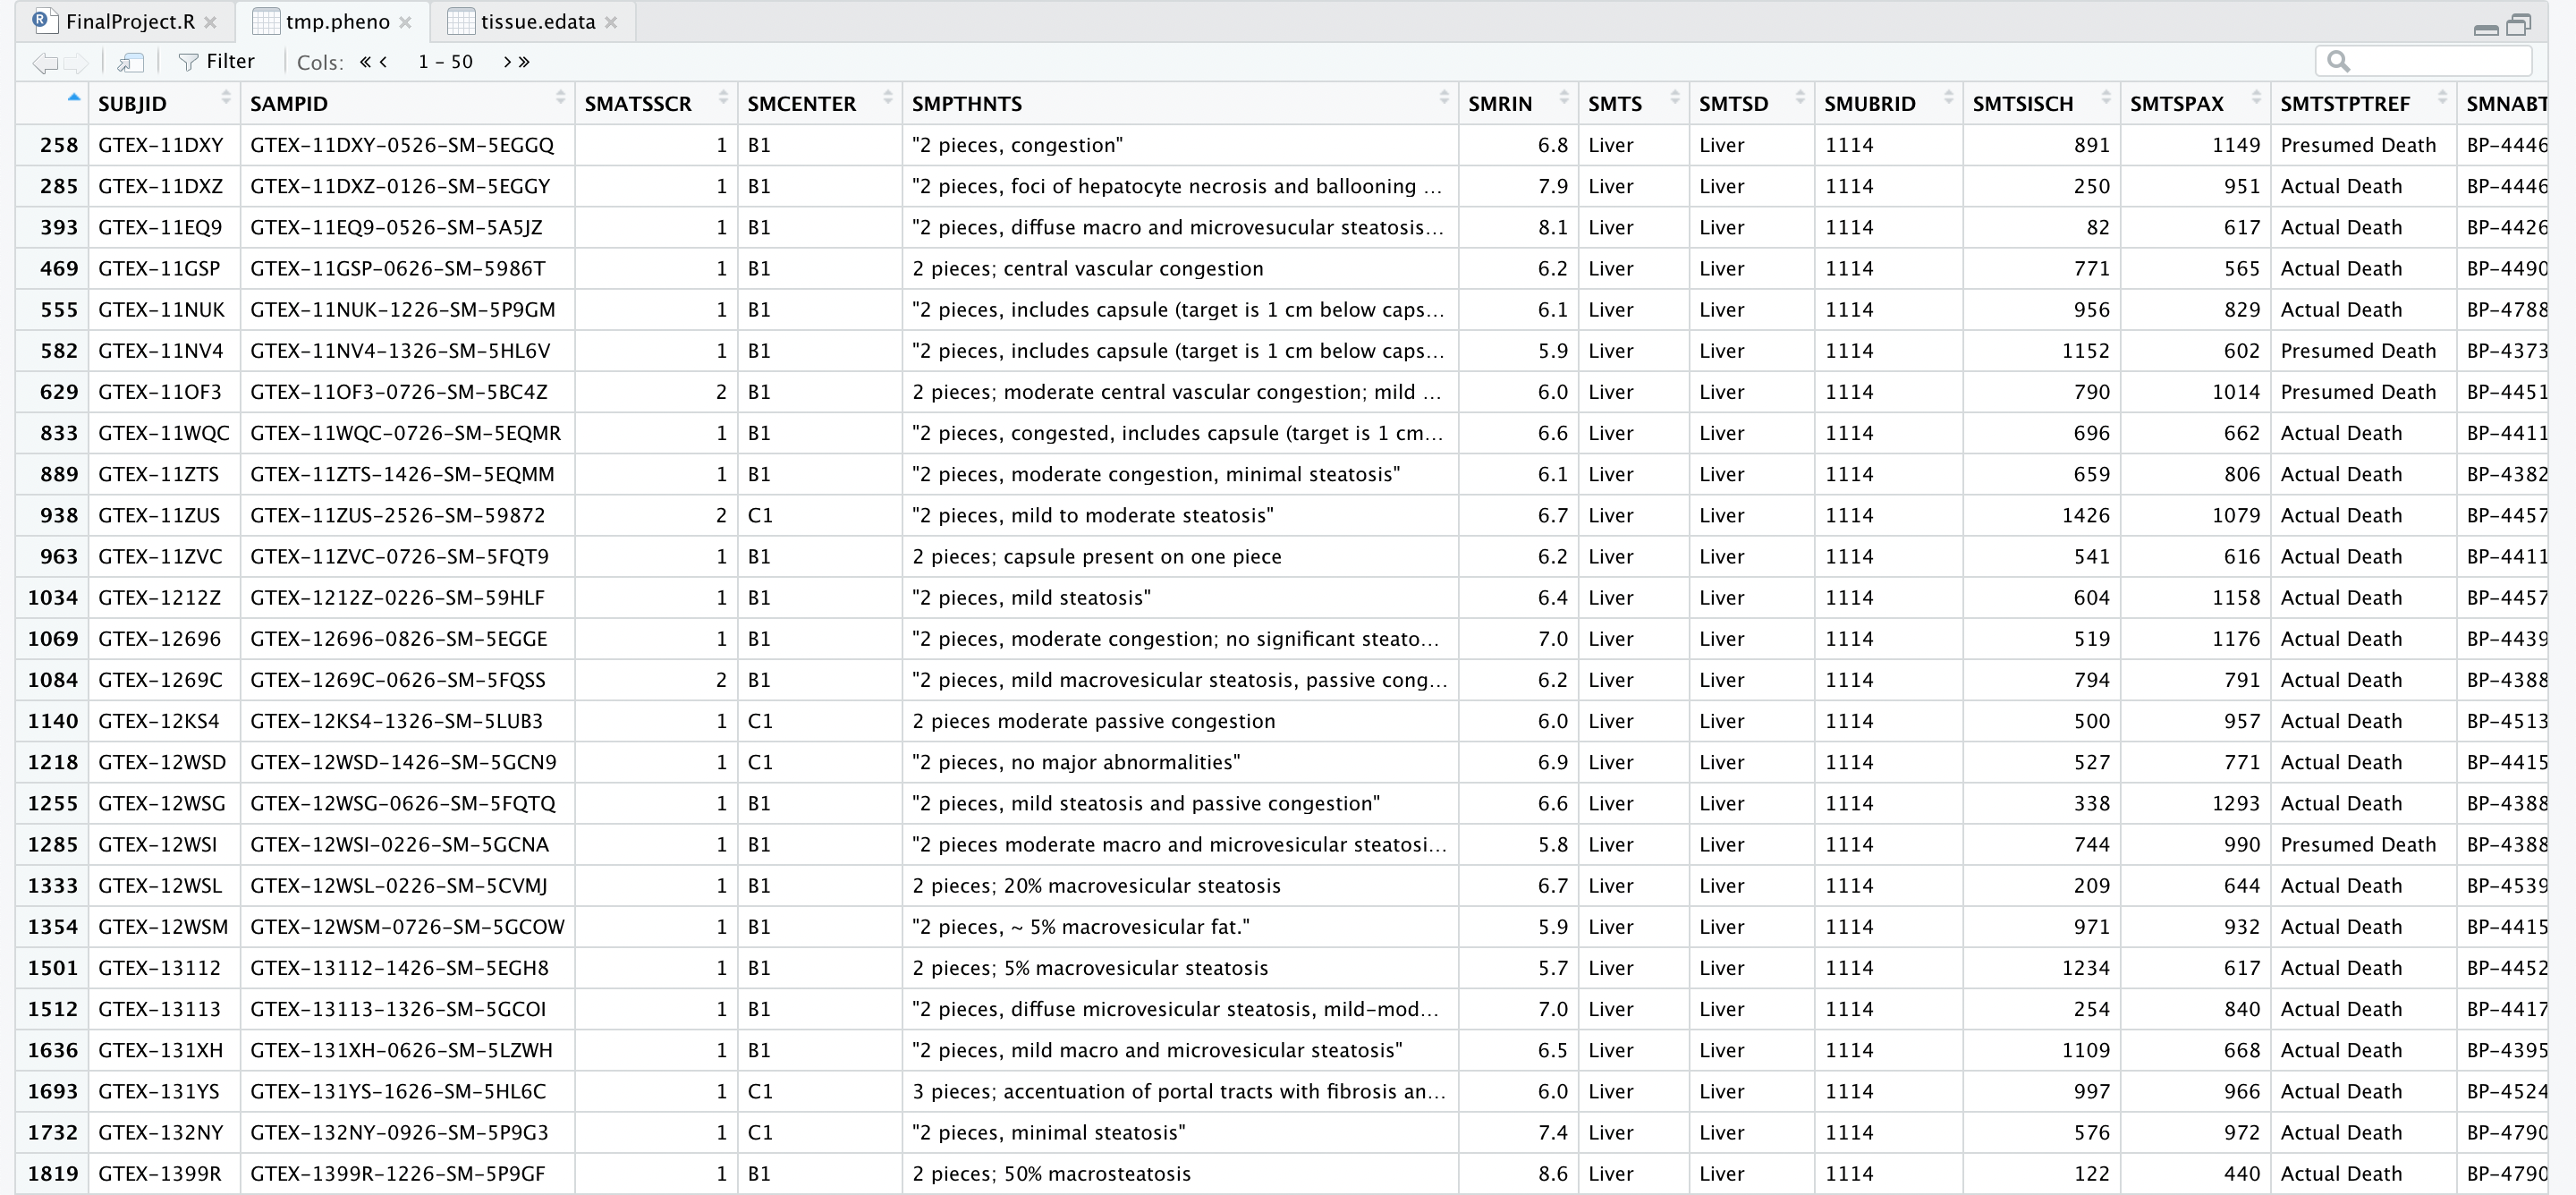 FinalProject.R tmp.pheno tissue.edata
Filter Cols: « ‹ 1 – 50 › »
SUBJID SAMPID SMATSSCR SMCENTER SMPTHNTS SMRIN SMTS SMTSD SMUBRID SMTSISCH SMTSPAX SMTSTPTREF SMNABT
258 GTEX-11DXY GTEX-11DXY-0526-SM-5EGGQ 1 B1 "2 pieces, congestion" 6.8 Liver Liver 1114 891 1149 Presumed Death BP-4446
285 GTEX-11DXZ GTEX-11DXZ-0126-SM-5EGGY 1 B1 "2 pieces, foci of hepatocyte necrosis and ballooning ... 7.9 Liver Liver 1114 250 951 Actual Death BP-4446
393 GTEX-11EQ9 GTEX-11EQ9-0526-SM-5A5JZ 1 B1 "2 pieces, diffuse macro and microvesucular steatosis... 8.1 Liver Liver 1114 82 617 Actual Death BP-4426
469 GTEX-11GSP GTEX-11GSP-0626-SM-5986T 1 B1 2 pieces; central vascular congestion 6.2 Liver Liver 1114 771 565 Actual Death BP-4490
555 GTEX-11NUK GTEX-11NUK-1226-SM-5P9GM 1 B1 "2 pieces, includes capsule (target is 1 cm below caps... 6.1 Liver Liver 1114 956 829 Actual Death BP-4788
582 GTEX-11NV4 GTEX-11NV4-1326-SM-5HL6V 1 B1 "2 pieces, includes capsule (target is 1 cm below caps... 5.9 Liver Liver 1114 1152 602 Presumed Death BP-4373
629 GTEX-11OF3 GTEX-11OF3-0726-SM-5BC4Z 2 B1 2 pieces; moderate central vascular congestion; mild ... 6.0 Liver Liver 1114 790 1014 Presumed Death BP-4451
833 GTEX-11WQC GTEX-11WQC-0726-SM-5EQMR 1 B1 "2 pieces, congested, includes capsule (target is 1 cm... 6.6 Liver Liver 1114 696 662 Actual Death BP-4411
889 GTEX-11ZTS GTEX-11ZTS-1426-SM-5EQMM 1 B1 "2 pieces, moderate congestion, minimal steatosis" 6.1 Liver Liver 1114 659 806 Actual Death BP-4382
938 GTEX-11ZUS GTEX-11ZUS-2526-SM-59872 2 C1 "2 pieces, mild to moderate steatosis" 6.7 Liver Liver 1114 1426 1079 Actual Death BP-4457
963 GTEX-11ZVC GTEX-11ZVC-0726-SM-5FQT9 1 B1 2 pieces; capsule present on one piece 6.2 Liver Liver 1114 541 616 Actual Death BP-4411
1034 GTEX-1212Z GTEX-1212Z-0226-SM-59HLF 1 B1 "2 pieces, mild steatosis" 6.4 Liver Liver 1114 604 1158 Actual Death BP-4457
1069 GTEX-12696 GTEX-12696-0826-SM-5EGGE 1 B1 "2 pieces, moderate congestion; no significant steato... 7.0 Liver Liver 1114 519 1176 Actual Death BP-4439
1084 GTEX-1269C GTEX-1269C-0626-SM-5FQSS 2 B1 "2 pieces, mild macrovesicular steatosis, passive cong... 6.2 Liver Liver 1114 794 791 Actual Death BP-4388
1140 GTEX-12KS4 GTEX-12KS4-1326-SM-5LUB3 1 C1 2 pieces moderate passive congestion 6.0 Liver Liver 1114 500 957 Actual Death BP-4513
1218 GTEX-12WSD GTEX-12WSD-1426-SM-5GCN9 1 C1 "2 pieces, no major abnormalities" 6.9 Liver Liver 1114 527 771 Actual Death BP-4415
1255 GTEX-12WSG GTEX-12WSG-0626-SM-5FQTQ 1 B1 "2 pieces, mild steatosis and passive congestion" 6.6 Liver Liver 1114 338 1293 Actual Death BP-4388
1285 GTEX-12WSI GTEX-12WSI-0226-SM-5GCNA 1 B1 "2 pieces moderate macro and microvesicular steatosi... 5.8 Liver Liver 1114 744 990 Presumed Death BP-4388
1333 GTEX-12WSL GTEX-12WSL-0226-SM-5CVMJ 1 B1 2 pieces; 20% macrovesicular steatosis 6.7 Liver Liver 1114 209 644 Actual Death BP-4539
1354 GTEX-12WSM GTEX-12WSM-0726-SM-5GCOW 1 B1 "2 pieces, ~ 5% macrovesicular fat." 5.9 Liver Liver 1114 971 932 Actual Death BP-4415
1501 GTEX-13112 GTEX-13112-1426-SM-5EGH8 1 B1 2 pieces; 5% macrovesicular steatosis 5.7 Liver Liver 1114 1234 617 Actual Death BP-4452
1512 GTEX-13113 GTEX-13113-1326-SM-5GCOI 1 B1 "2 pieces, diffuse microvesicular steatosis, mild-mod... 7.0 Liver Liver 1114 254 840 Actual Death BP-4417
1636 GTEX-131XH GTEX-131XH-0626-SM-5LZWH 1 B1 "2 pieces, mild macro and microvesicular steatosis" 6.5 Liver Liver 1114 1109 668 Actual Death BP-4395
1693 GTEX-131YS GTEX-131YS-1626-SM-5HL6C 1 C1 3 pieces; accentuation of portal tracts with fibrosis an... 6.0 Liver Liver 1114 997 966 Actual Death BP-4524
1732 GTEX-132NY GTEX-132NY-0926-SM-5P9G3 1 C1 "2 pieces, minimal steatosis" 7.4 Liver Liver 1114 576 972 Actual Death BP-4790
1819 GTEX-1399R GTEX-1399R-1226-SM-5P9GF 1 B1 2 pieces; 50% macrosteatosis 8.6 Liver Liver 1114 122 440 Actual Death BP-4790